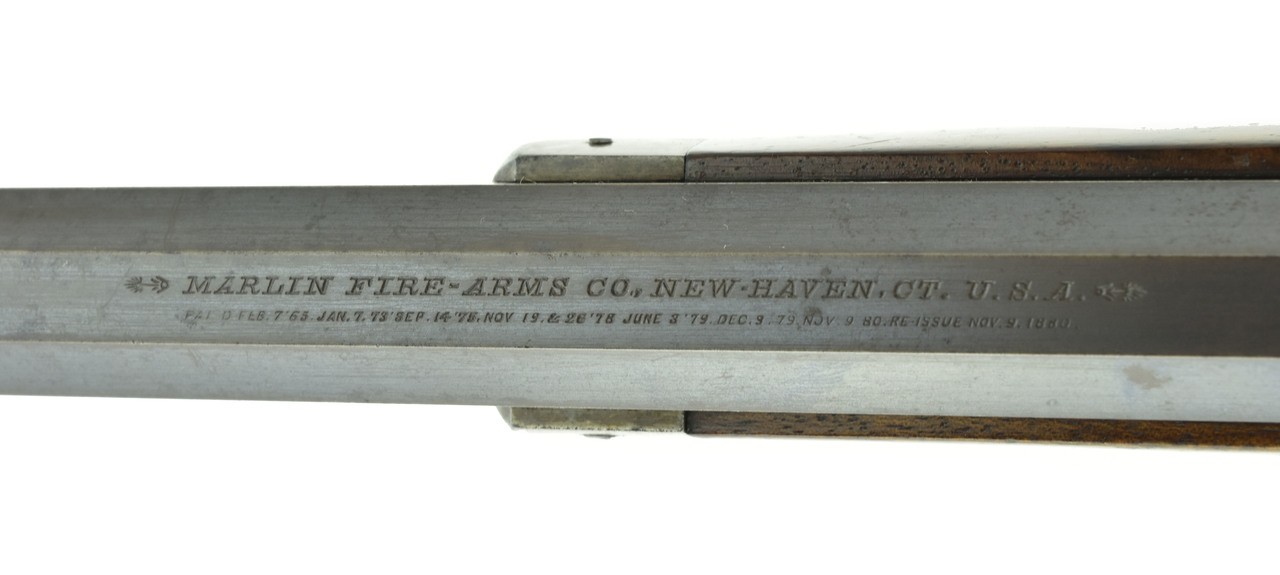 MARLIN FIRE-ARMS CO., NEW-HAVEN, CT. U.S.A.
PAT'D FEB. 7'65. JAN. 7. 73 SEP. 14 '75. NOV 19. & 26 '78 JUNE 3 '79. DEC. 9. 79. NOV. 9 80. RE-ISSUE NOV. 9. 1880.